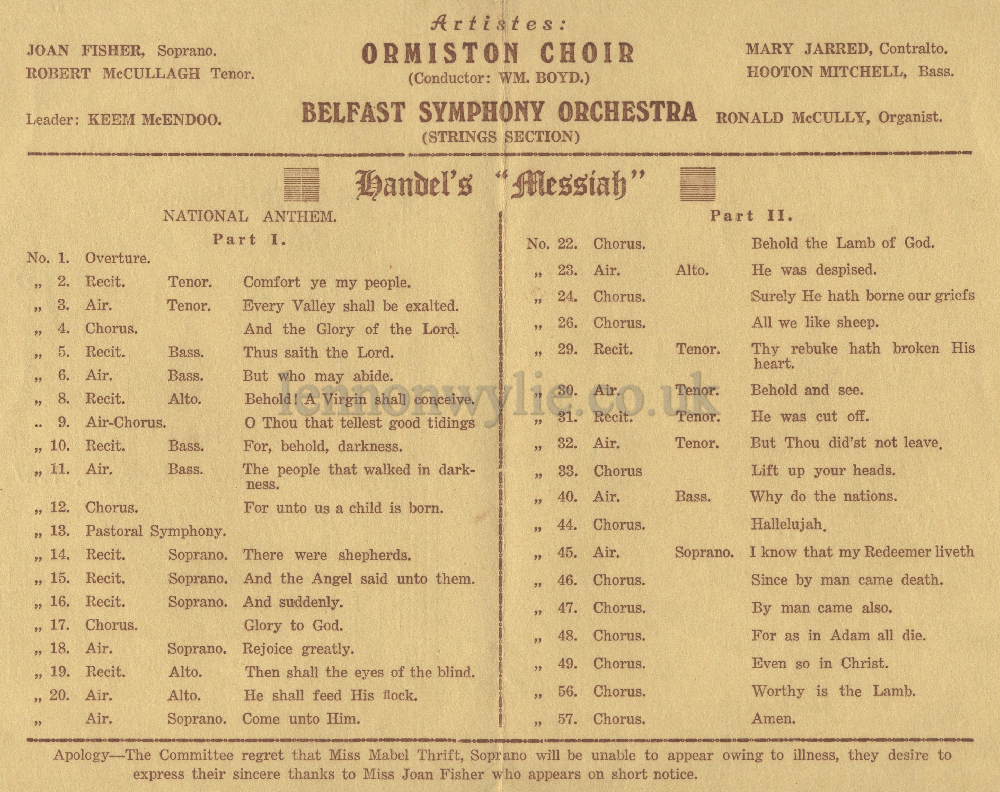 Artistes:
JOAN FISHER, Soprano.
ROBERT McCULLAGH Tenor.
Leader: KEEM McENDOO.
ORMISTON CHOIR
(Conductor: WM. BOYD.)
BELFAST SYMPHONY ORCHESTRA
(STRINGS SECTION)
MARY JARRED, Contralto.
HOOTON MITCHELL, Bass.
RONALD McCULLY, Organist.
Handel's "Messiah"
NATIONAL ANTHEM.
Part I.
No. 1. Overture.
„ 2. Recit. Tenor. Comfort ye my people.
„ 3. Air. Tenor. Every Valley shall be exalted.
„ 4. Chorus. And the Glory of the Lord.
„ 5. Recit. Bass. Thus saith the Lord.
„ 6. Air. Bass. But who may abide.
„ 8. Recit. Alto. Behold! A Virgin shall conceive.
.. 9. Air-Chorus. O Thou that tellest good tidings
„ 10. Recit. Bass. For, behold, darkness.
„ 11. Air. Bass. The people that walked in dark-
ness.
„ 12. Chorus. For unto us a child is born.
„ 13. Pastoral Symphony.
„ 14. Recit. Soprano. There were shepherds.
„ 15. Recit. Soprano. And the Angel said unto them.
„ 16. Recit. Soprano. And suddenly.
„ 17. Chorus. Glory to God.
„ 18. Air. Soprano. Rejoice greatly.
„ 19. Recit. Alto. Then shall the eyes of the blind.
„ 20. Air. Alto. He shall feed His flock.
„ Air. Soprano. Come unto Him.
Part II.
No. 22. Chorus. Behold the Lamb of God.
„ 23. Air. Alto. He was despised.
„ 24. Chorus. Surely He hath borne our griefs
„ 26. Chorus. All we like sheep.
„ 29. Recit. Tenor. Thy rebuke hath broken His
heart.
„ 30. Air. Tenor. Behold and see.
„ 31. Recit. Tenor. He was cut off.
„ 32. Air. Tenor. But Thou did'st not leave.
„ 33. Chorus Lift up your heads.
„ 40. Air. Bass. Why do the nations.
„ 44. Chorus. Hallelujah.
„ 45. Air. Soprano. I know that my Redeemer liveth
„ 46. Chorus. Since by man came death.
„ 47. Chorus. By man came also.
„ 48. Chorus. For as in Adam all die.
„ 49. Chorus. Even so in Christ.
„ 56. Chorus. Worthy is the Lamb.
„ 57. Chorus. Amen.
lennonwylie.co.uk
Apology—The Committee regret that Miss Mabel Thrift, Soprano will be unable to appear owing to illness, they desire to
express their sincere thanks to Miss Joan Fisher who appears on short notice.